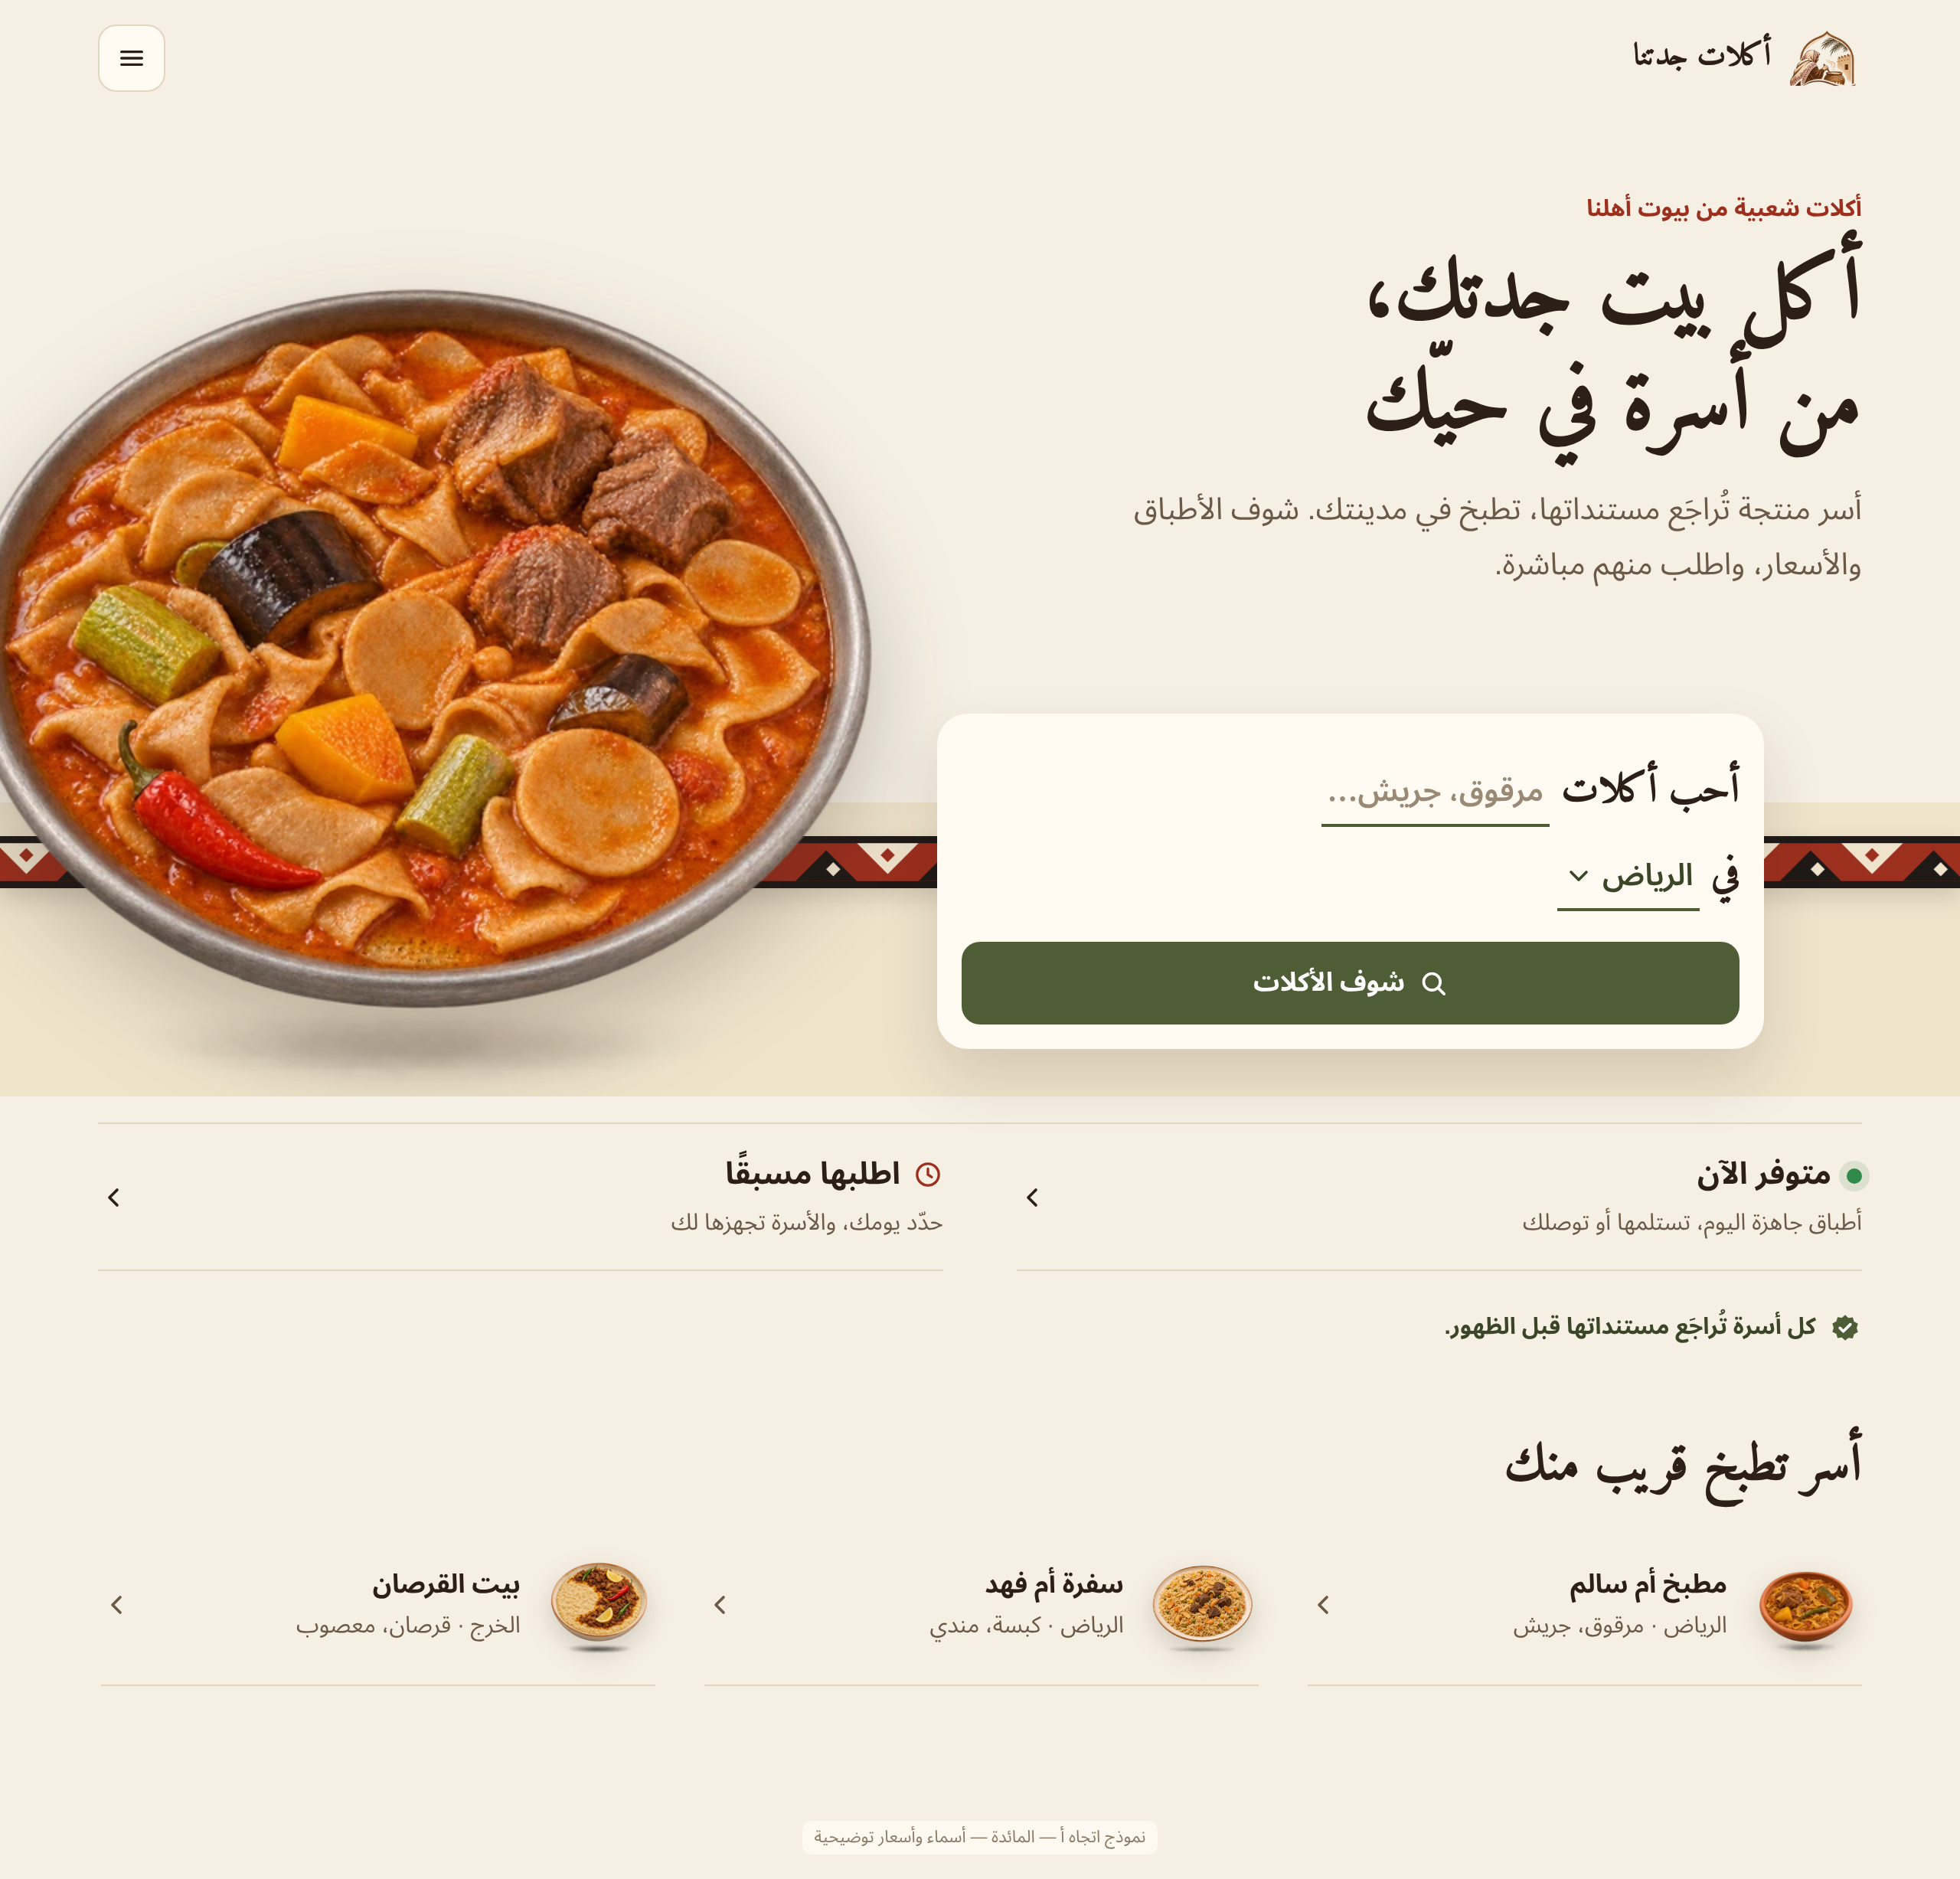 أكلات جدتنا
أكلات شعبية من بيوت أهلنا
أكل بيت جدتك،
من أسرة في حيّك
أسر منتجة تُراجَع مستنداتها، تطبخ في مدينتك. شوف الأطباق
والأسعار، واطلب منهم مباشرة.
أحب أكلات مرقوق، جريش...
في الرياض
شوف الأكلات
متوفر الآن
أطباق جاهزة اليوم، تستلمها أو توصلك
اطلبها مسبقًا
حدّد يومك، والأسرة تجهزها لك
كل أسرة تُراجَع مستنداتها قبل الظهور.
أسر تطبخ قريب منك
مطبخ أم سالم
الرياض · مرقوق، جريش
سفرة أم فهد
الرياض · كبسة، مندي
بيت القرصان
الخرج · قرصان، معصوب
نموذج اتجاه أ — المائدة — أسماء وأسعار توضيحية